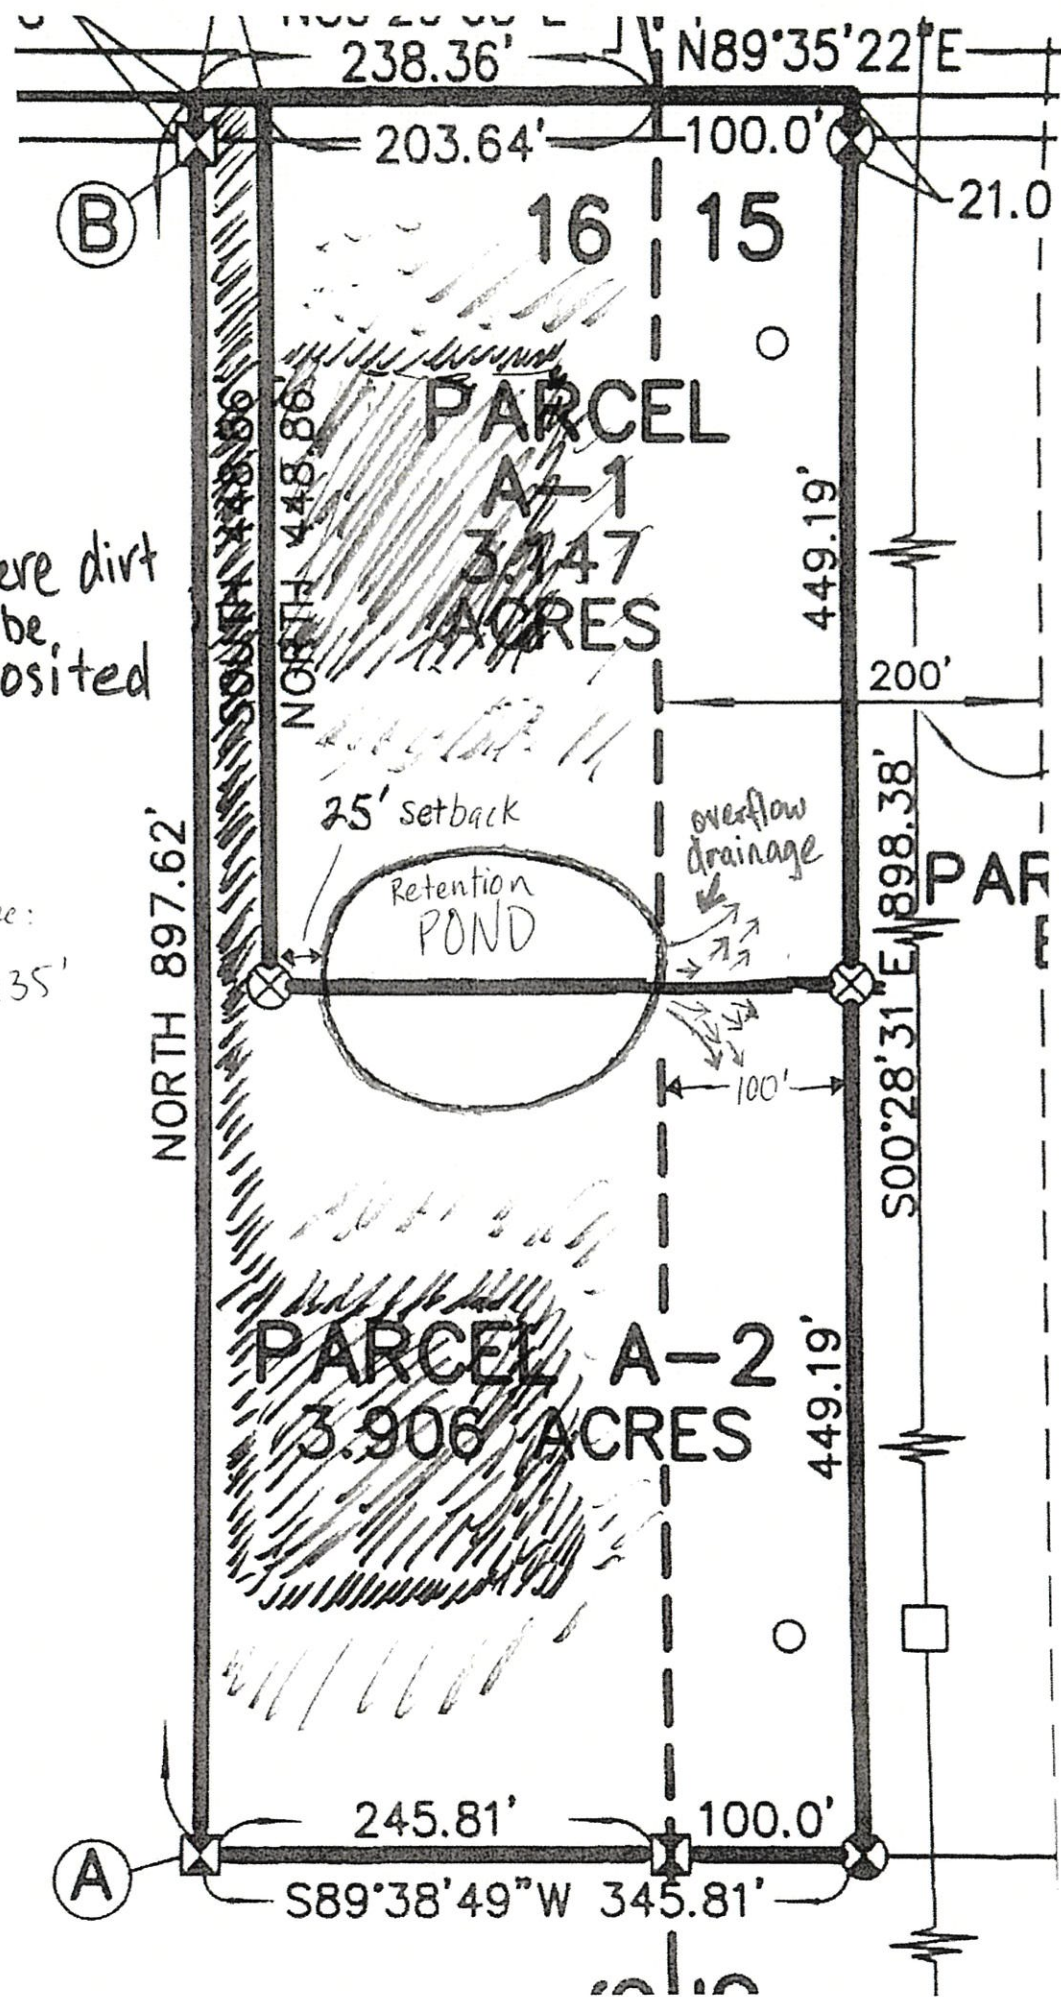 238.36'
N89°35'22"E
203.64'
100.0'
B
21.0
16
15
PARCEL
A-1
3.147
ACRES
SOUTH 448.86'
NORTH 448.86'
449.19'
ere dirt
be
osited
200'
25' setback
overflow
drainage
Retention
POND
NORTH 897.62'
S00°28'31"E 898.38'
PAR
35'
100'
PARCEL A-2
3.906 ACRES
449.19'
245.81'
100.0'
A
S89°38'49"W 345.81'